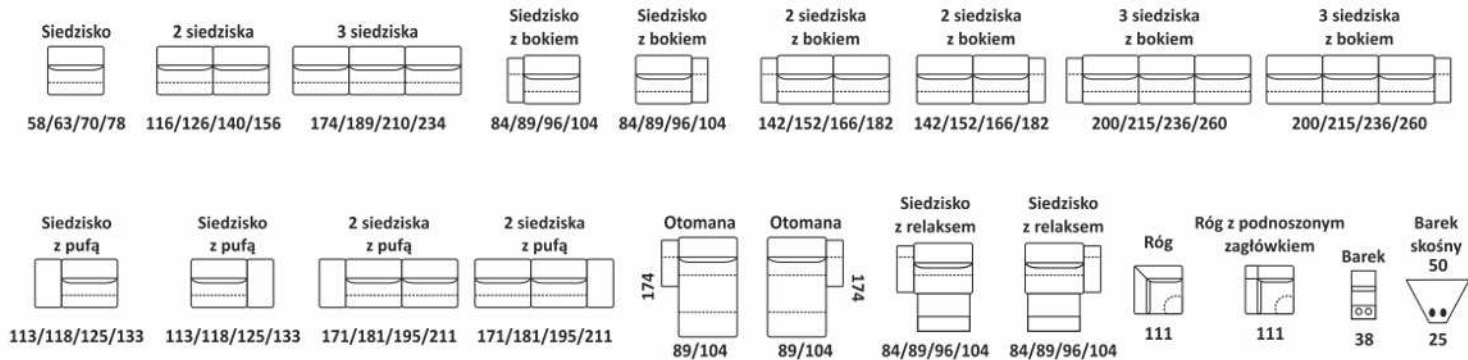 Siedzisko
58/63/70/78
2 siedziska
116/126/140/156
3 siedziska
174/189/210/234
Siedzisko
z bokiem
84/89/96/104
Siedzisko
z bokiem
84/89/96/104
2 siedziska
z bokiem
142/152/166/182
2 siedziska
z bokiem
142/152/166/182
3 siedziska
z bokiem
200/215/236/260
3 siedziska
z bokiem
200/215/236/260
Siedzisko
z pufą
113/118/125/133
Siedzisko
z pufą
113/118/125/133
2 siedziska
z pufą
171/181/195/211
2 siedziska
z pufą
171/181/195/211
Otomana
174
89/104
Otomana
174
89/104
Siedzisko
z relaksem
84/89/96/104
Siedzisko
z relaksem
84/89/96/104
Róg
111
Róg z podnoszonym
zagłówkiem
111
Barek
38
Barek
skośny
50
25